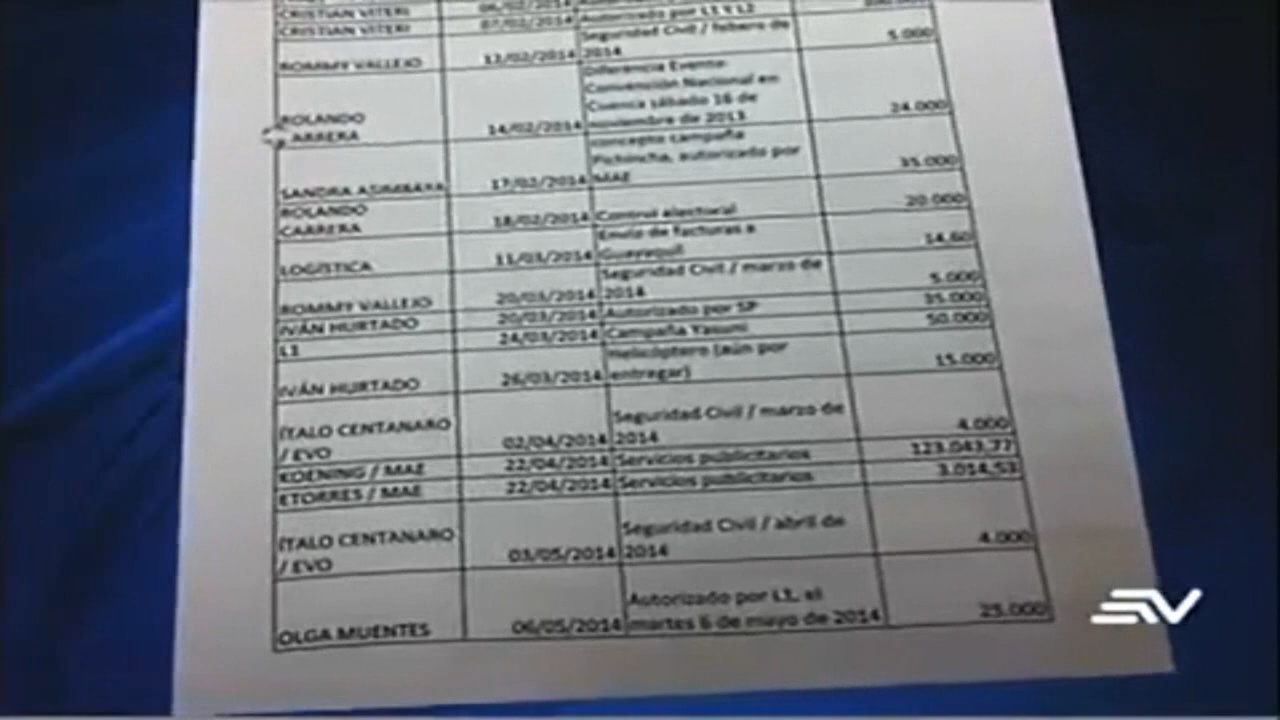 CRISTIAN VITERI
CRISTIAN VITERI 07/02/2014 Autorizado por L1 Y L2
Seguridad Civil / febero de
ROMMY VALLEJO 12/02/2014 2014 5.000
Diferencia Evento
Convención Nacional en
Cuenca sábado 16 de
ROLANDO
CARRERA 14/02/2014 noviembre de 2013 24.000
concepto campaña
Pichincha, autorizado por
SANDRA ASIMBAYA 17/02/2014 MAE 35.000
ROLANDO
CARRERA 18/02/2014 Control electoral 20.000
Envío de facturas a
LOGÍSTICA 11/03/2014 Guayaquil 14,60
Seguridad Civil / marzo de
ROMMY VALLEJO 20/03/2014 2014 5.000
IVÁN HURTADO 20/03/2014 Autorizado por SP 35.000
L1 24/03/2014 Campaña Yasuní 50.000
Helicóptero (aún por
IVÁN HURTADO 26/03/2014 entregar) 15.000
ÍTALO CENTANARO Seguridad Civil / marzo de
/ EVO 02/04/2014 2014 4.000
KOENING / MAE 22/04/2014 Servicios publicitarios 123.043,77
ETORRES / MAE 22/04/2014 Servicios publicitarios 3.014,53
ÍTALO CENTANARO Seguridad Civil / abril de
/ EVO 03/05/2014 2014 4.000
Autorizado por L1, el
OLGA MUENTES 06/05/2014 martes 6 de mayo de 2014 25.000